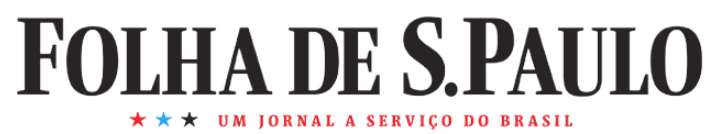 FOLHA DE S.PAULO
★ ★ ★ UM JORNAL A SERVIÇO DO BRASIL